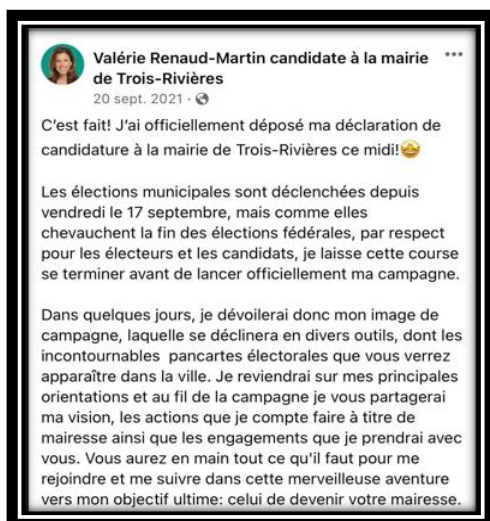 Valérie Renaud-Martin candidate à la mairie ...
de Trois-Rivières
20 sept. 2021 ·
C'est fait! J'ai officiellement déposé ma déclaration de
candidature à la mairie de Trois-Rivières ce midi!🤩
Les élections municipales sont déclenchées depuis
vendredi le 17 septembre, mais comme elles
chevauchent la fin des élections fédérales, par respect
pour les électeurs et les candidats, je laisse cette course
se terminer avant de lancer officiellement ma campagne.
Dans quelques jours, je dévoilerai donc mon image de
campagne, laquelle se déclinera en divers outils, dont les
incontournables pancartes électorales que vous verrez
apparaître dans la ville. Je reviendrai sur mes principales
orientations et au fil de la campagne je vous partagerai
ma vision, les actions que je compte faire à titre de
mairesse ainsi que les engagements que je prendrai avec
vous. Vous aurez en main tout ce qu'il faut pour me
rejoindre et me suivre dans cette merveilleuse aventure
vers mon objectif ultime: celui de devenir votre mairesse.